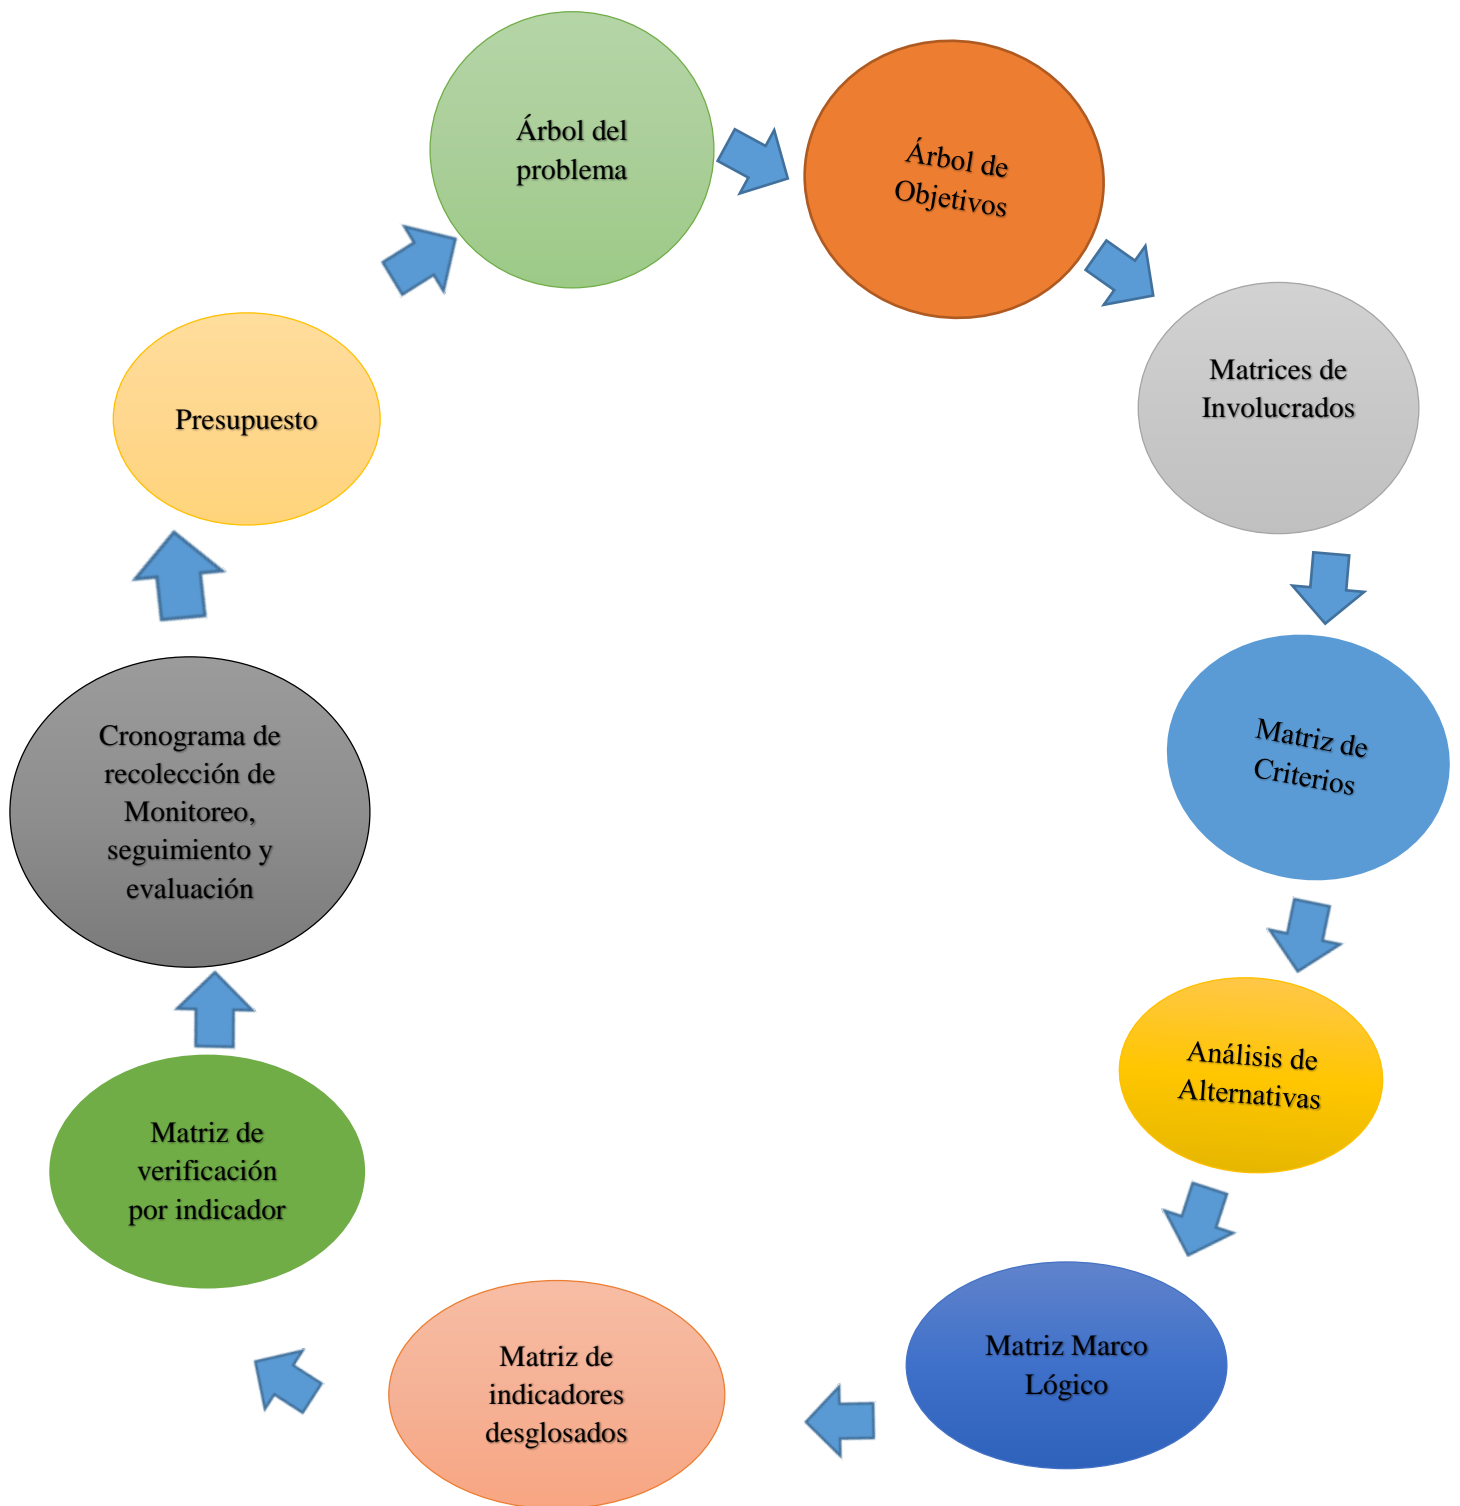 Árbol del
problema
Árbol de
Objetivos
Matrices de
Involucrados
Matriz de
Criterios
Análisis de
Alternativas
Matriz Marco
Lógico
Matriz de
indicadores
desglosados
Matriz de
verificación
por indicador
Cronograma de
recolección de
Monitoreo,
seguimiento y
evaluación
Presupuesto